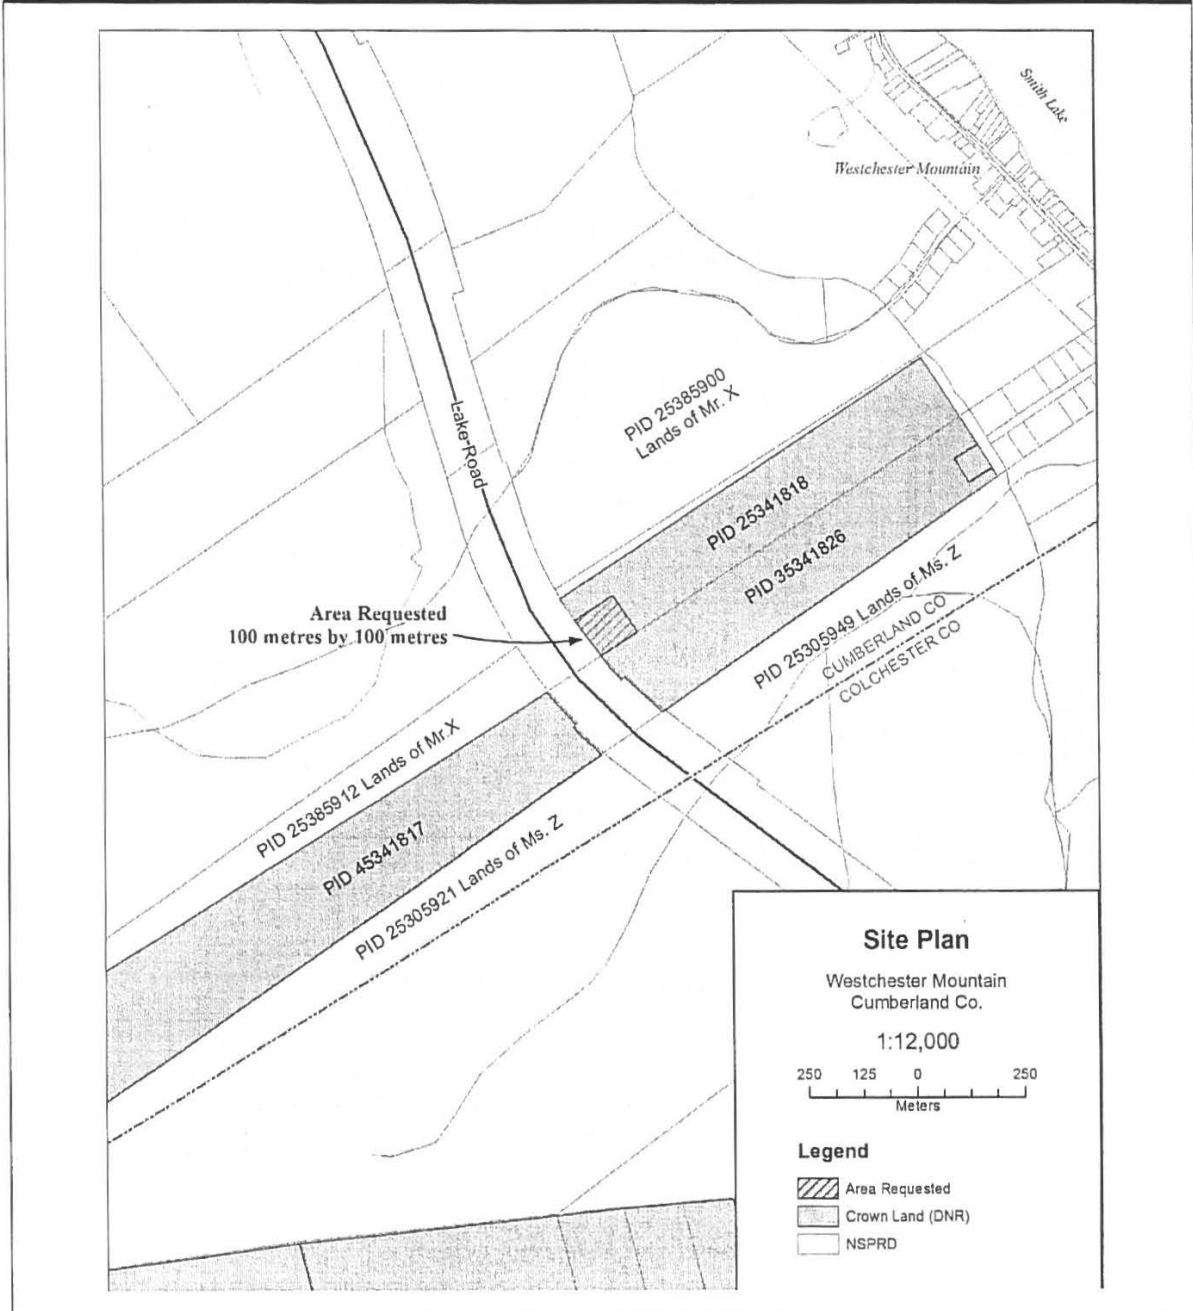 Smith Lake
Westchester Mountain
PID 25385900
Lands of Mr. X
Lake Road
PID 25341818
PID 35341826
Area Requested
100 metres by 100 metres
PID 25305949 Lands of Ms. Z
CUMBERLAND CO
COLCHESTER CO
PID 25385912 Lands of Mr.X
PID 45341817
PID 25305921 Lands of Ms. Z
Site Plan
Westchester Mountain
Cumberland Co.
1:12,000
250 125 0 250
Meters
Legend
Area Requested
Crown Land (DNR)
NSPRD